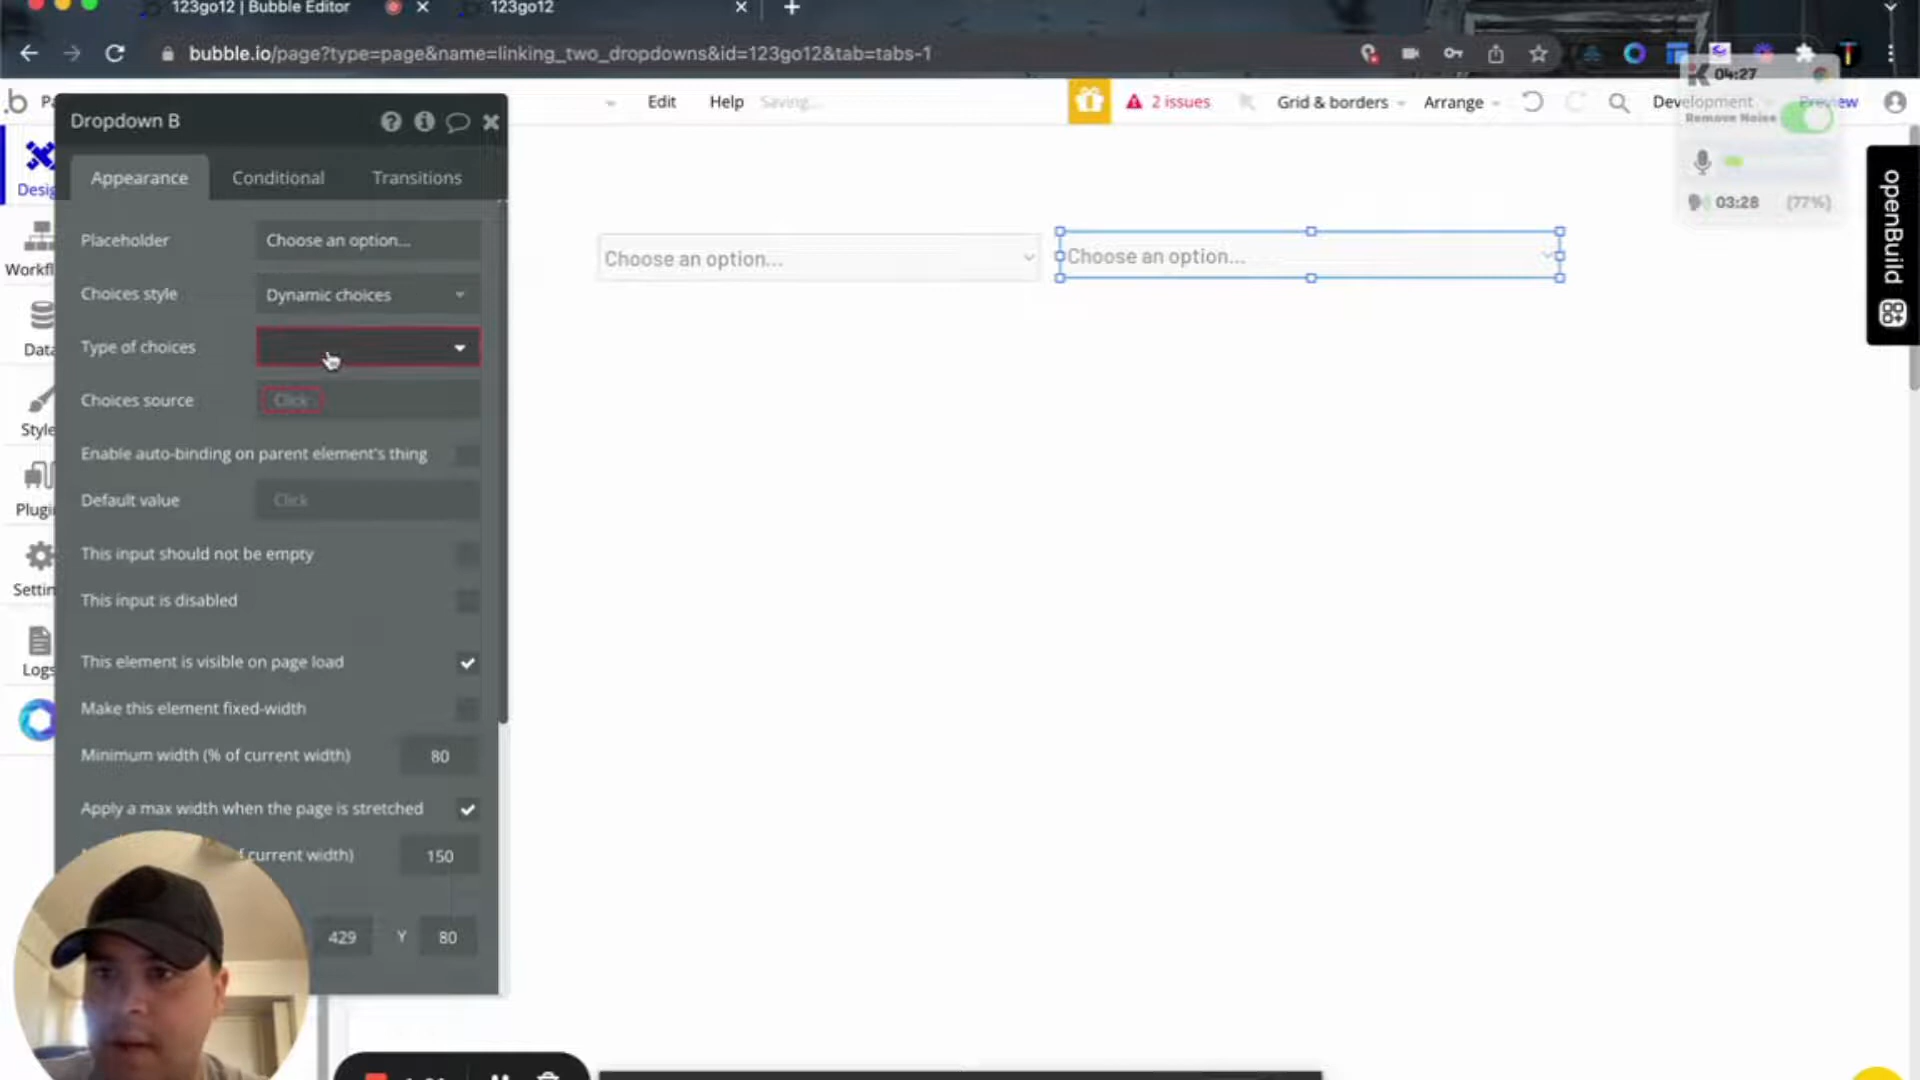 123go12 | Bubble Editor
123go12
bubble.io/page?type=page&name=linking_two_dropdowns&id=123go12&tab=tabs-1
04:27
Remove Noise
03:28 (77%)
Edit
Help
Saving...
2 issues
Grid & borders
Arrange
Development
Preview
openBuild
Data
Logs
Dropdown B
Appearance
Conditional
Transitions
Placeholder
Choose an option...
Choices style
Dynamic choices
Type of choices
Choices source
Click
Enable auto-binding on parent element's thing
Default value
Click
This input should not be empty
This input is disabled
This element is visible on page load
Make this element fixed-width
Minimum width (% of current width)
80
Apply a max width when the page is stretched
current width)
150
429
Y
80
Choose an option...
Choose an option...